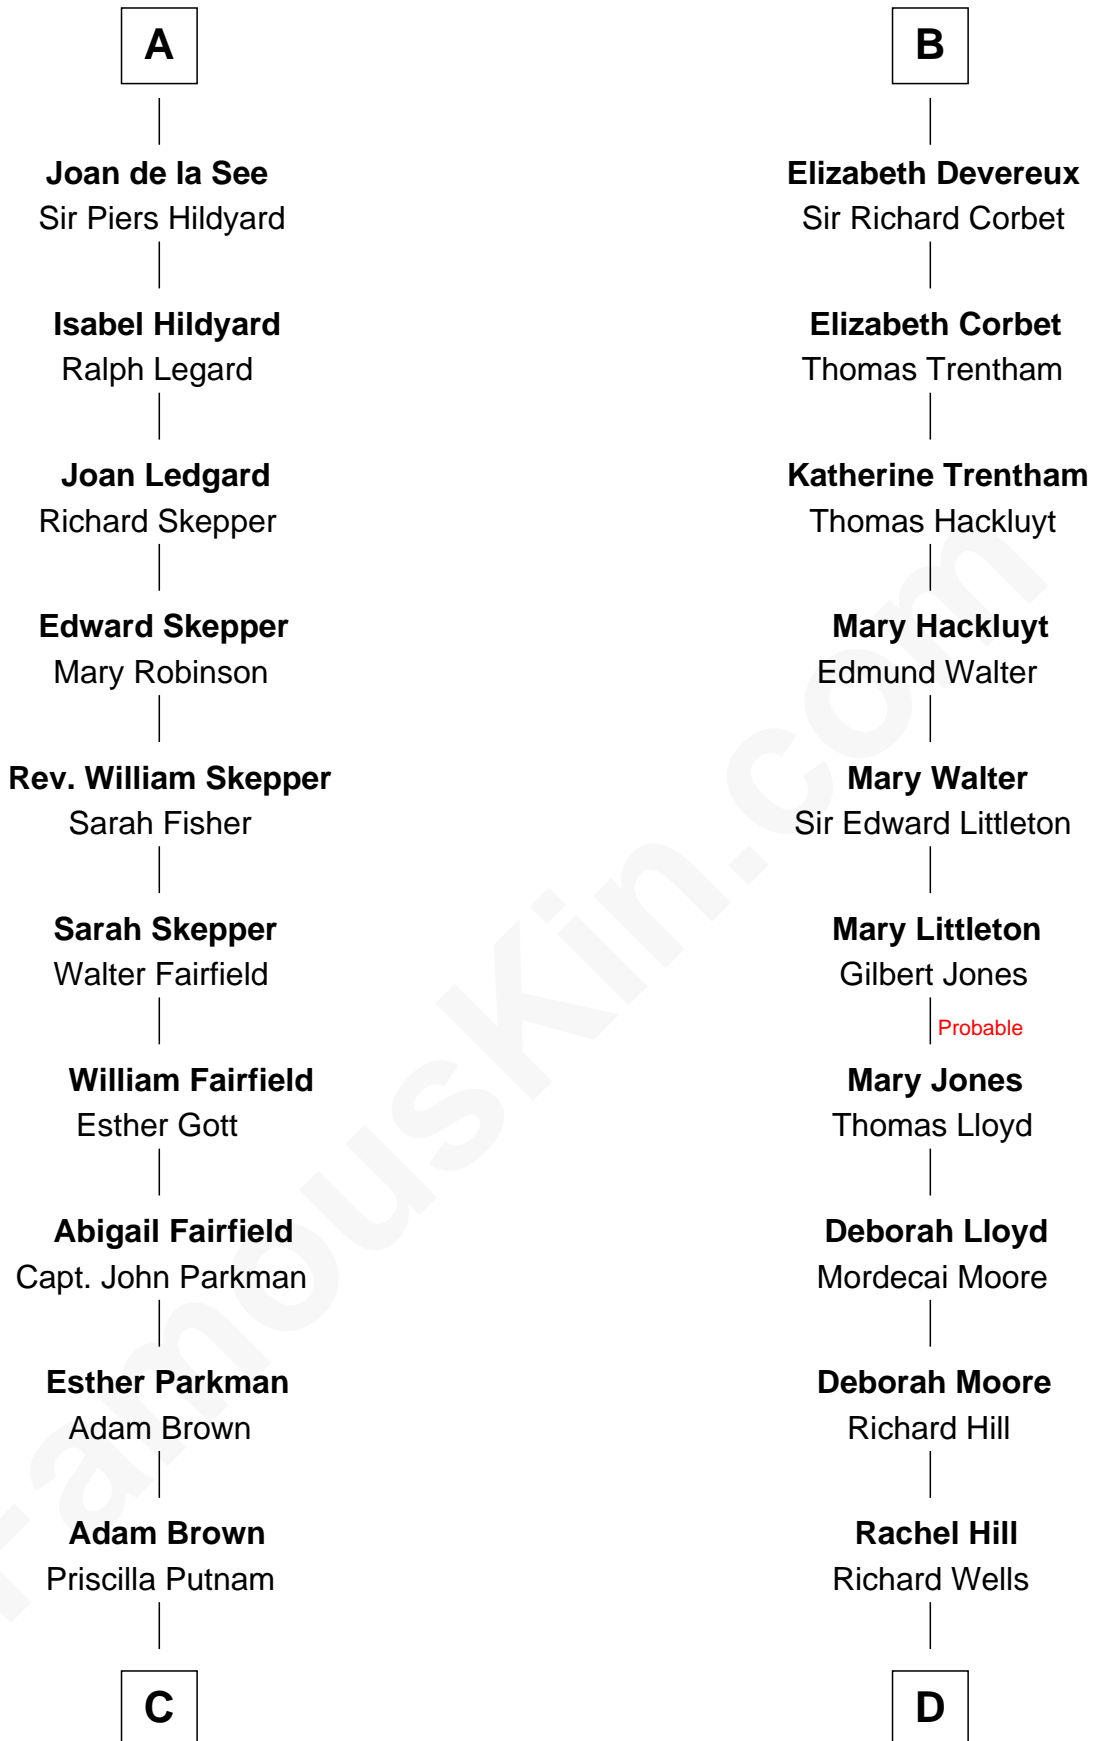 A
Joan de la See
Sir Piers Hildyard
Isabel Hildyard
Ralph Legard
Joan Ledgard
Richard Skepper
Edward Skepper
Mary Robinson
Rev. William Skepper
Sarah Fisher
Sarah Skepper
Walter Fairfield
William Fairfield
Esther Gott
Abigail Fairfield
Capt. John Parkman
Esther Parkman
Adam Brown
Adam Brown
Priscilla Putnam
C
B
Elizabeth Devereux
Sir Richard Corbet
Elizabeth Corbet
Thomas Trentham
Katherine Trentham
Thomas Hackluyt
Mary Hackluyt
Edmund Walter
Mary Walter
Sir Edward Littleton
Mary Littleton
Gilbert Jones
Probable
Mary Jones
Thomas Lloyd
Deborah Lloyd
Mordecai Moore
Deborah Moore
Richard Hill
Rachel Hill
Richard Wells
D
FamousKin.com